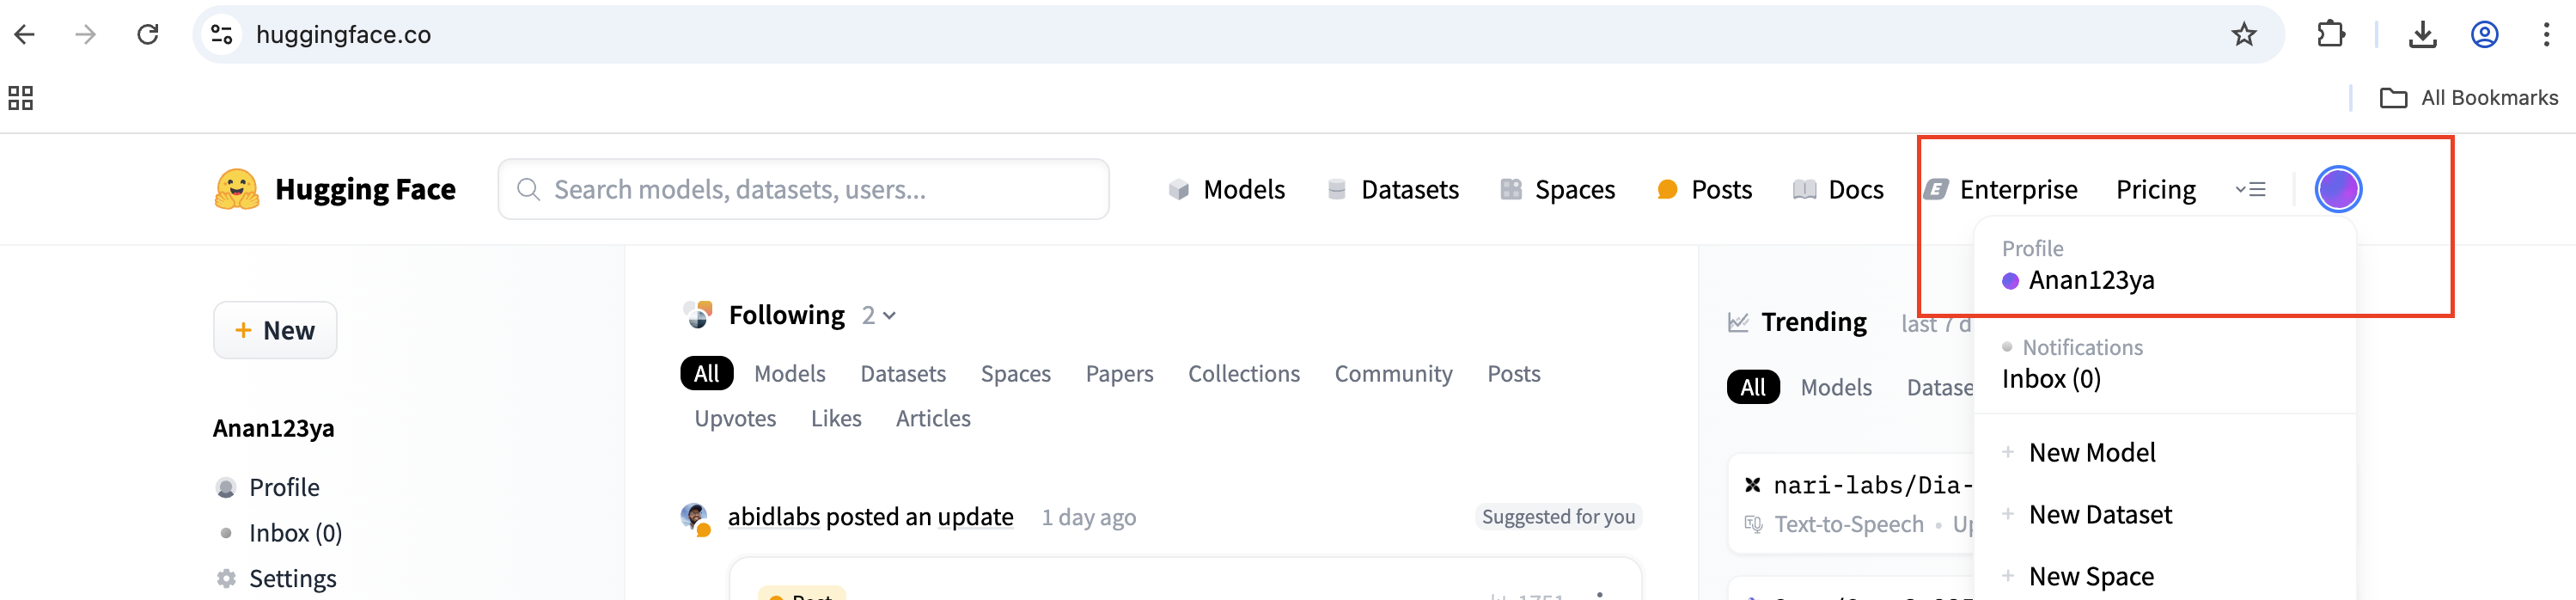 huggingface.co
All Bookmarks
Hugging Face
Search models, datasets, users...
Models
Datasets
Spaces
Posts
Docs
Enterprise
Pricing
Profile
Anan123ya
Notifications
Inbox (0)
New Model
New Dataset
New Space
+ New
Anan123ya
Profile
Inbox (0)
Settings
Following 2
All Models Datasets Spaces Papers Collections Community Posts
Upvotes Likes Articles
abidlabs posted an update 1 day ago
Suggested for you
Trending last 7 d
All Models Datase
nari-labs/Dia-
Text-to-Speech • Up